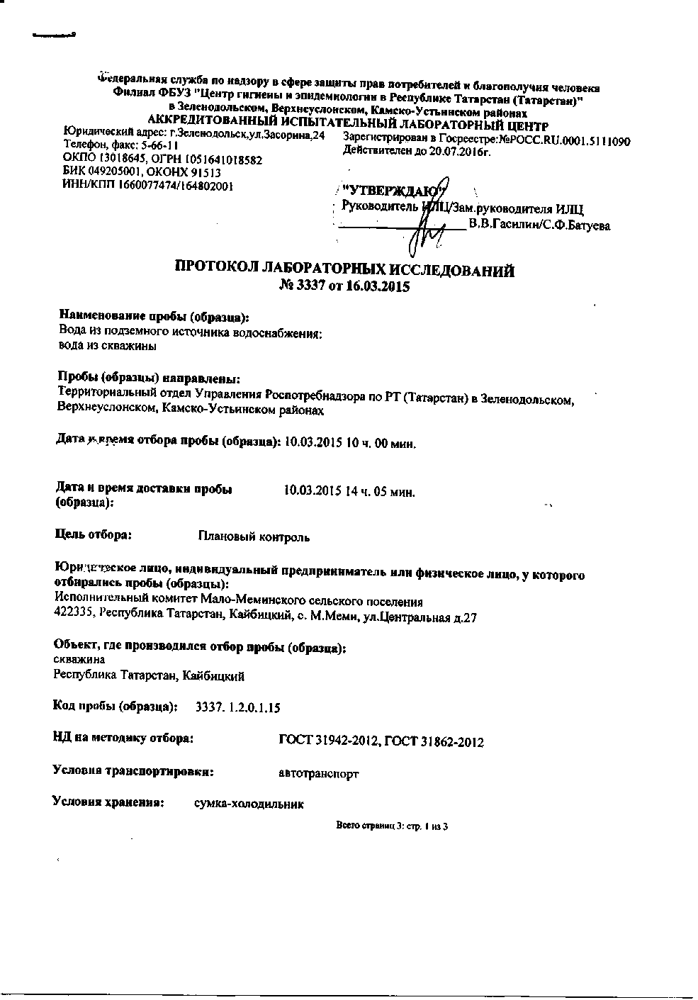 Федеральная служба по надзору в сфере защиты прав потребителей и благополучия человека
Филиал ФБУЗ "Центр гигиены и эпидемиологии в Республике Татарстан (Татарстан)"
в Зеленодольском, Верхнеуслонском, Камско-Устьинском районах
АККРЕДИТОВАННЫЙ ИСПЫТАТЕЛЬНЫЙ ЛАБОРАТОРНЫЙ ЦЕНТР
Юридический адрес: г.Зеленодольск,ул.Засорина,24
Телефон, факс: 5-66-11
ОКПО 13018645, ОГРН 1051641018582
БИК 049205001, ОКОНХ 91513
ИНН/КПП 1660077474/164802001
Зарегистрирован в Госреестре:№РОСС.RU.0001.5111090
Действителен до 20.07.2016г.
"УТВЕРЖДАЮ"
Руководитель ИЛЦ/Зам.руководителя ИЛЦ
В.В.Гасилин/С.Ф.Батуева
ПРОТОКОЛ ЛАБОРАТОРНЫХ ИССЛЕДОВАНИЙ
№ 3337 от 16.03.2015
Наименование пробы (образца):
Вода из подземного источника водоснабжения:
вода из скважины
Пробы (образцы) направлены:
Территориальный отдел Управления Роспотребнадзора по РТ (Татарстан) в Зеленодольском,
Верхнеуслонском, Камско-Устьинском районах
Дата и время отбора пробы (образца): 10.03.2015 10 ч. 00 мин.
Дата и время доставки пробы (образца): 10.03.2015 14 ч. 05 мин.
Цель отбора: Плановый контроль
Юридическое лицо, индивидуальный предприниматель или физическое лицо, у которого
отбирались пробы (образцы):
Исполнительный комитет Мало-Меминского сельского поселения
422335, Республика Татарстан, Кайбицкий, с. М.Меми, ул.Центральная д.27
Объект, где производился отбор пробы (образца):
скважина
Республика Татарстан, Кайбицкий
Код пробы (образца): 3337. 1.2.0.1.15
НД на методику отбора: ГОСТ 31942-2012, ГОСТ 31862-2012
Условия транспортировки: автотранспорт
Условия хранения: сумка-холодильник
Всего страниц 3: стр. 1 из 3